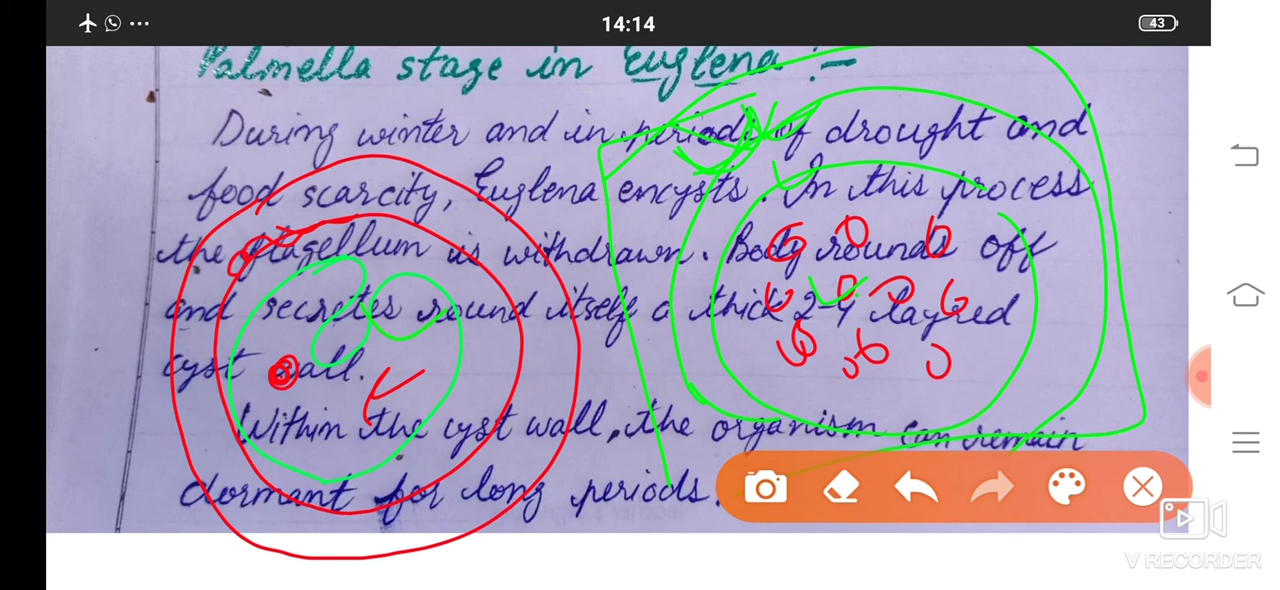 14:14
43
Palmella stage in Euglena :-
During winter and in periods of drought and
food scarcity, Euglena encysts. In this process
the flagellum is withdrawn. Body rounds off
and secretes round itself a thick 2-4 layred
cyst wall.
Within the cyst wall, the organism can remain
dormant for long periods.
V RECORDER